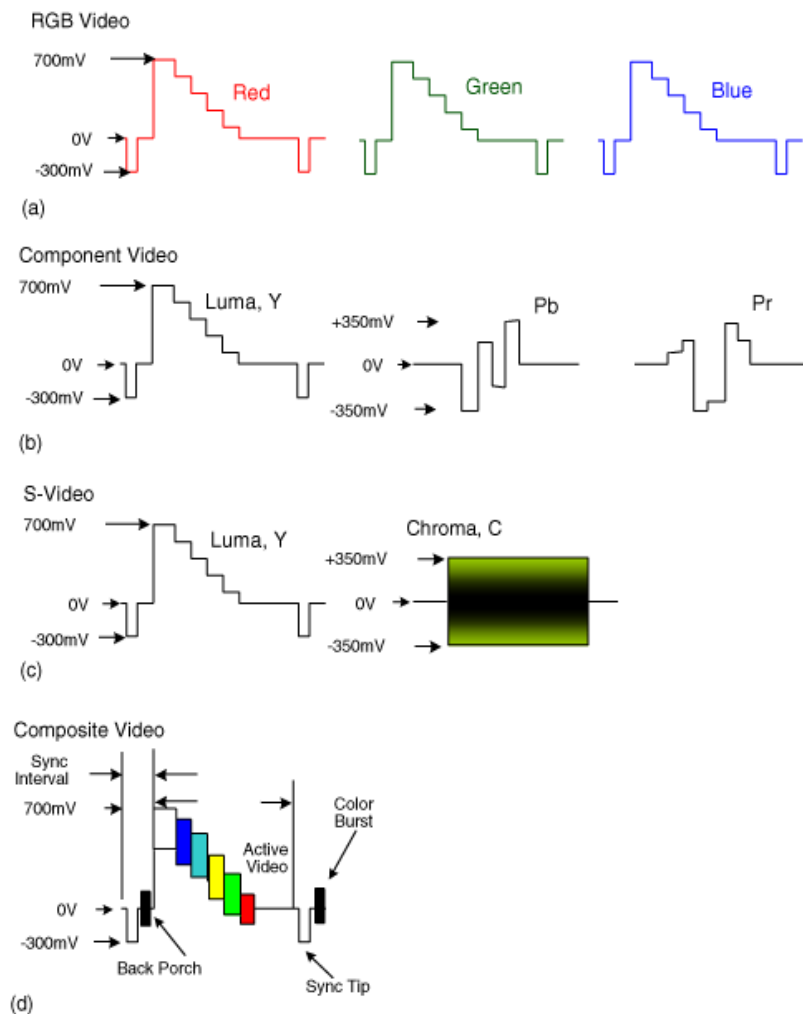 RGB Video
700mV
Red
Green
Blue
0V
-300mV
(a)
Component Video
700mV
Luma, Y
+350mV
Pb
Pr
0V
0V
-300mV
-350mV
(b)
S-Video
700mV
Luma, Y
Chroma, C
+350mV
0V
0V
-300mV
-350mV
(c)
Composite Video
Sync
Interval
700mV
Color
Burst
Active
Video
0V
-300mV
Back Porch
Sync Tip
(d)